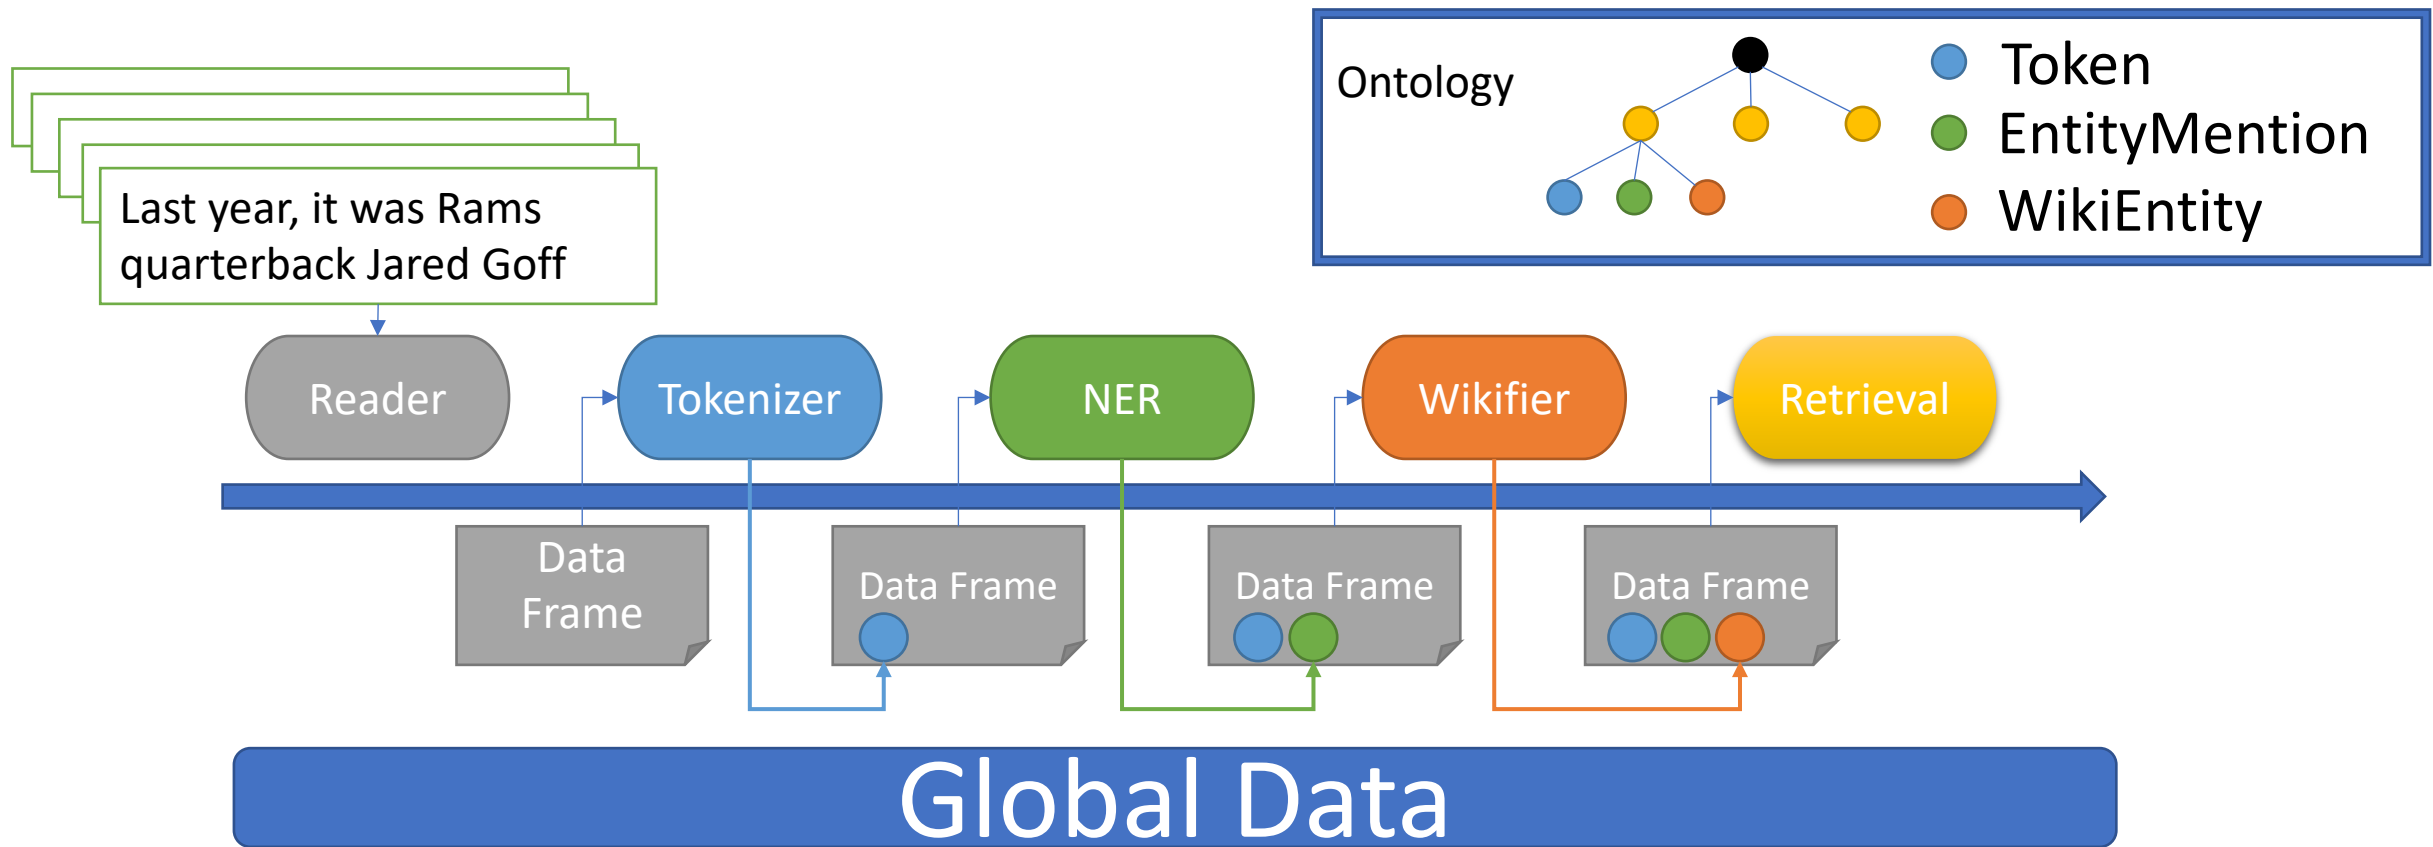 Ontology
Token
EntityMention
WikiEntity
Last year, it was Rams
quarterback Jared Goff
Reader
Tokenizer
NER
Wikifier
Retrieval
Data
Frame
Data Frame
Data Frame
Data Frame
Global Data